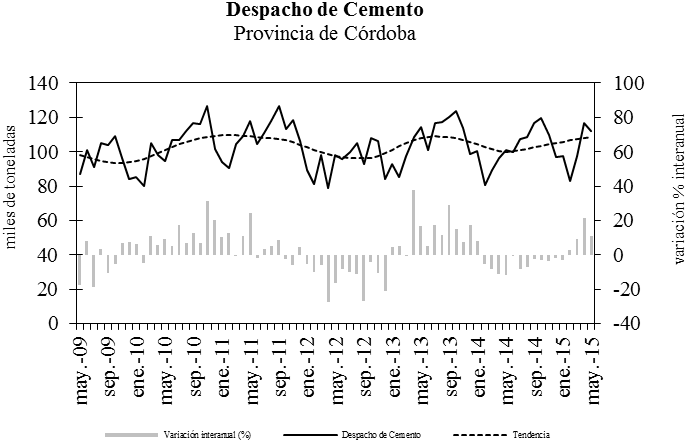 Despacho de Cemento
Provincia de Córdoba
miles de toneladas
140
120
100
80
60
40
20
0
100
80
60
40
20
0
-20
-40
variación % interanual
may.-09
sep.-09
ene.-10
may.-10
sep.-10
ene.-11
may.-11
sep.-11
ene.-12
may.-12
sep.-12
ene.-13
may.-13
sep.-13
ene.-14
may.-14
sep.-14
ene.-15
may.-15
Variación interanual (%)
Despacho de Cemento
Tendencia